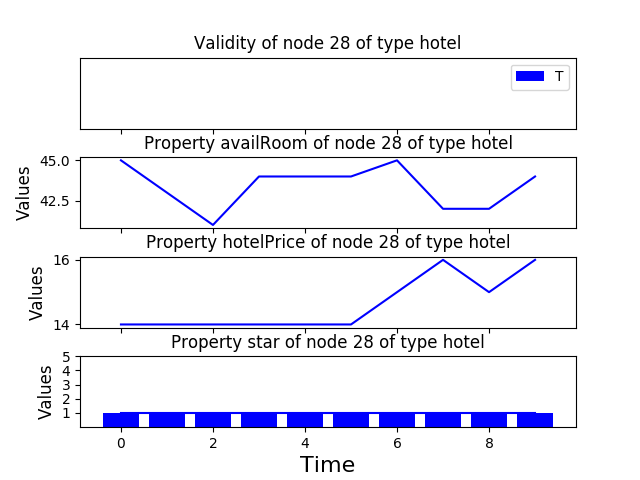 Validity of node 28 of type hotel
T
Property availRoom of node 28 of type hotel
45.0
42.5
Values
Property hotelPrice of node 28 of type hotel
16
14
Values
Property star of node 28 of type hotel
5
4
3
2
1
Values
0 2 4 6 8
Time